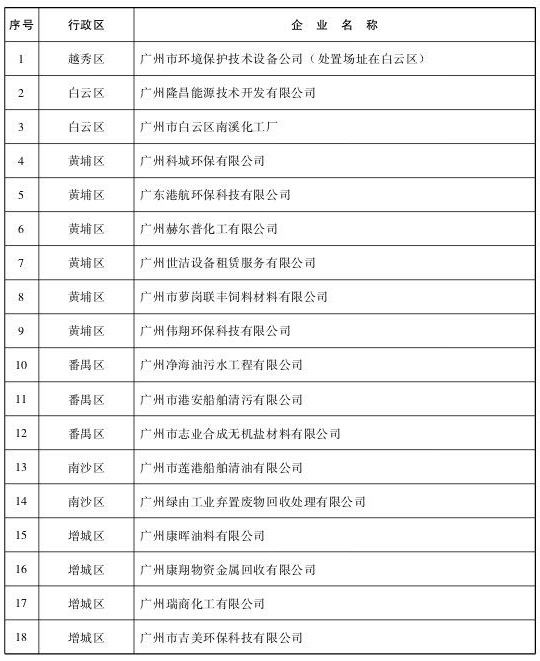 序号 行政区 企业名称
1 越秀区 广州市环境保护技术设备公司（处置场址在白云区）
2 白云区 广州隆昌能源技术开发有限公司
3 白云区 广州市白云区南溪化工厂
4 黄埔区 广州科城环保有限公司
5 黄埔区 广东港航环保科技有限公司
6 黄埔区 广州赫尔普化工有限公司
7 黄埔区 广州世洁设备租赁服务有限公司
8 黄埔区 广州市萝岗联丰饲料材料有限公司
9 黄埔区 广州伟翔环保科技有限公司
10 番禺区 广州净海油污水工程有限公司
11 番禺区 广州市港安船舶清污有限公司
12 番禺区 广州市志业合成无机盐材料有限公司
13 南沙区 广州市莲港船舶清油有限公司
14 南沙区 广州绿由工业弃置废物回收处理有限公司
15 增城区 广州康晖油料有限公司
16 增城区 广州康翔物资金属回收有限公司
17 增城区 广州瑞商化工有限公司
18 增城区 广州市吉美环保科技有限公司